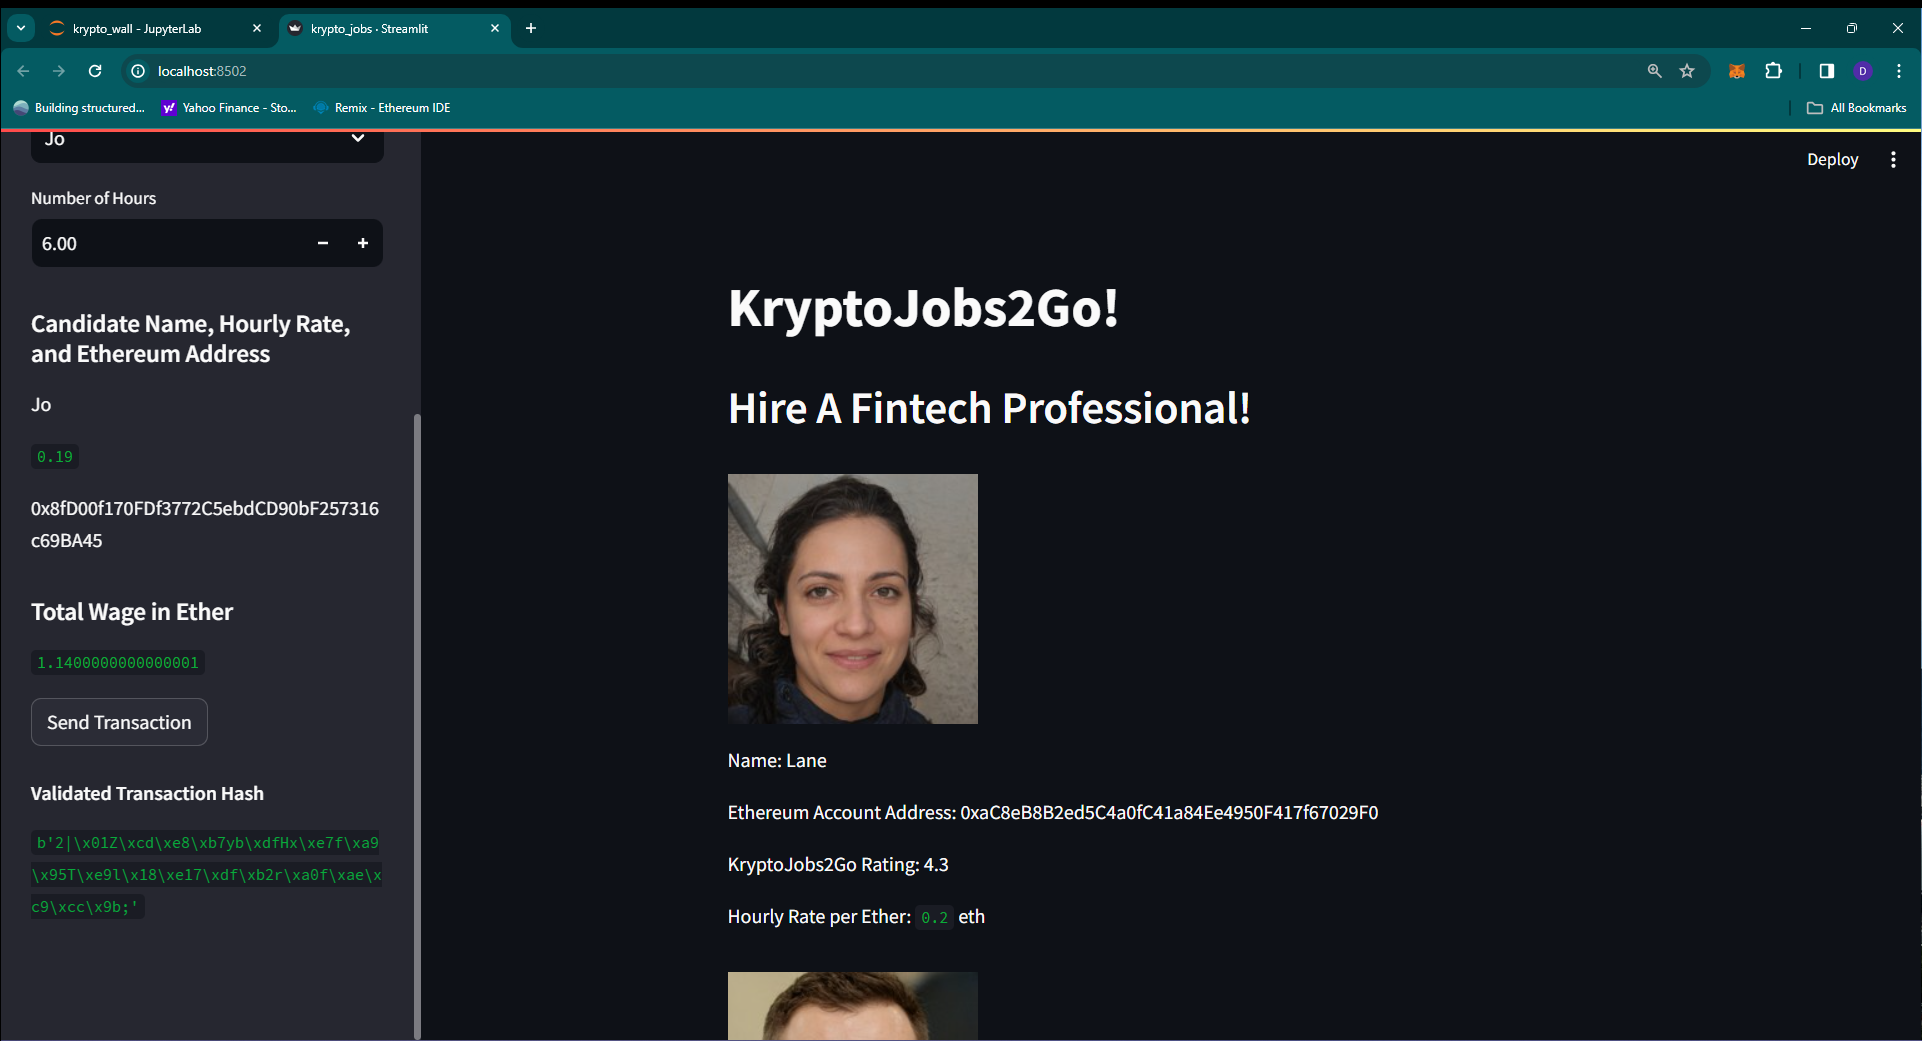 krypto_wall - JupyterLab
krypto_jobs · Streamlit
localhost:8502
D
Building structured...
y!
Yahoo Finance - Sto...
Remix - Ethereum IDE
All Bookmarks
Jo
Number of Hours
6.00
Candidate Name, Hourly Rate,
and Ethereum Address
Jo
0.19
0x8fD00f170FDf3772C5ebdCD90bF257316
c69BA45
Total Wage in Ether
1.1400000000000001
Send Transaction
Validated Transaction Hash
b'2|\x01Z\xcd\xe8\xb7yb\xdfHx\xe7f\xa9
\x95T\xe9l\x18\xe17\xdf\xb2r\xa0f\xae\x
c9\xcc\x9b;'
Deploy
KryptoJobs2Go!
Hire A Fintech Professional!
Name: Lane
Ethereum Account Address: 0xaC8eB8B2ed5C4a0fC41a84Ee4950F417f67029F0
KryptoJobs2Go Rating: 4.3
Hourly Rate per Ether: 0.2 eth